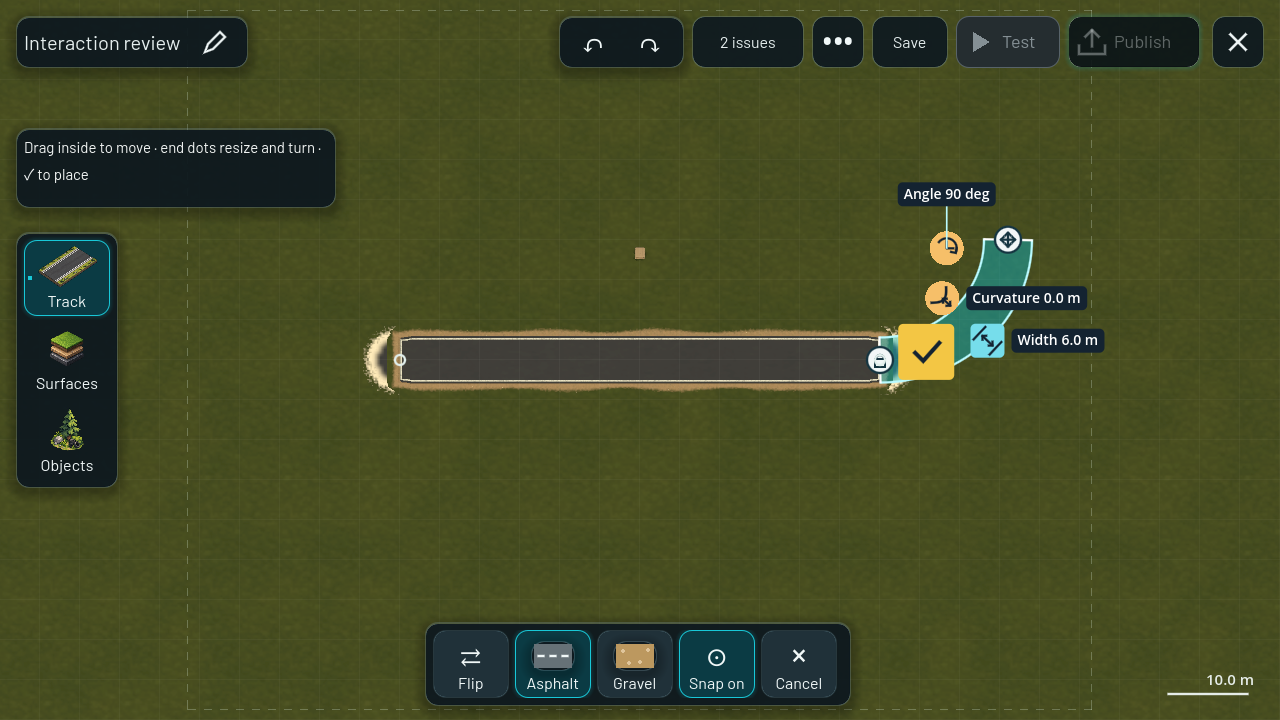 Interaction review
2 issues
•••
Save
Test
Publish
Drag inside to move · end dots resize and turn ·
✓ to place
Track
Surfaces
Objects
Angle 90 deg
Curvature 0.0 m
Width 6.0 m
Flip
Asphalt
Gravel
Snap on
Cancel
10.0 m